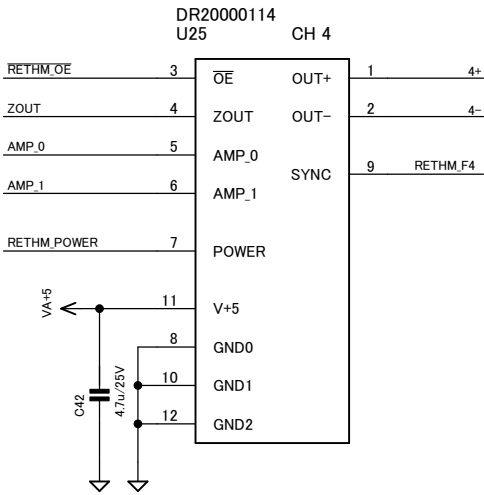 DR20000114
U25 CH 4
RETHM_OE 3 OE OUT+ 1 4+
ZOUT 4 ZOUT OUT- 2 4-
AMP_0 5 AMP_0
SYNC 9 RETHM_F4
AMP_1 6 AMP_1
RETHM_POWER 7 POWER
VA+5 11 V+5
8 GND0
C42 4.7u/25V 10 GND1
12 GND2